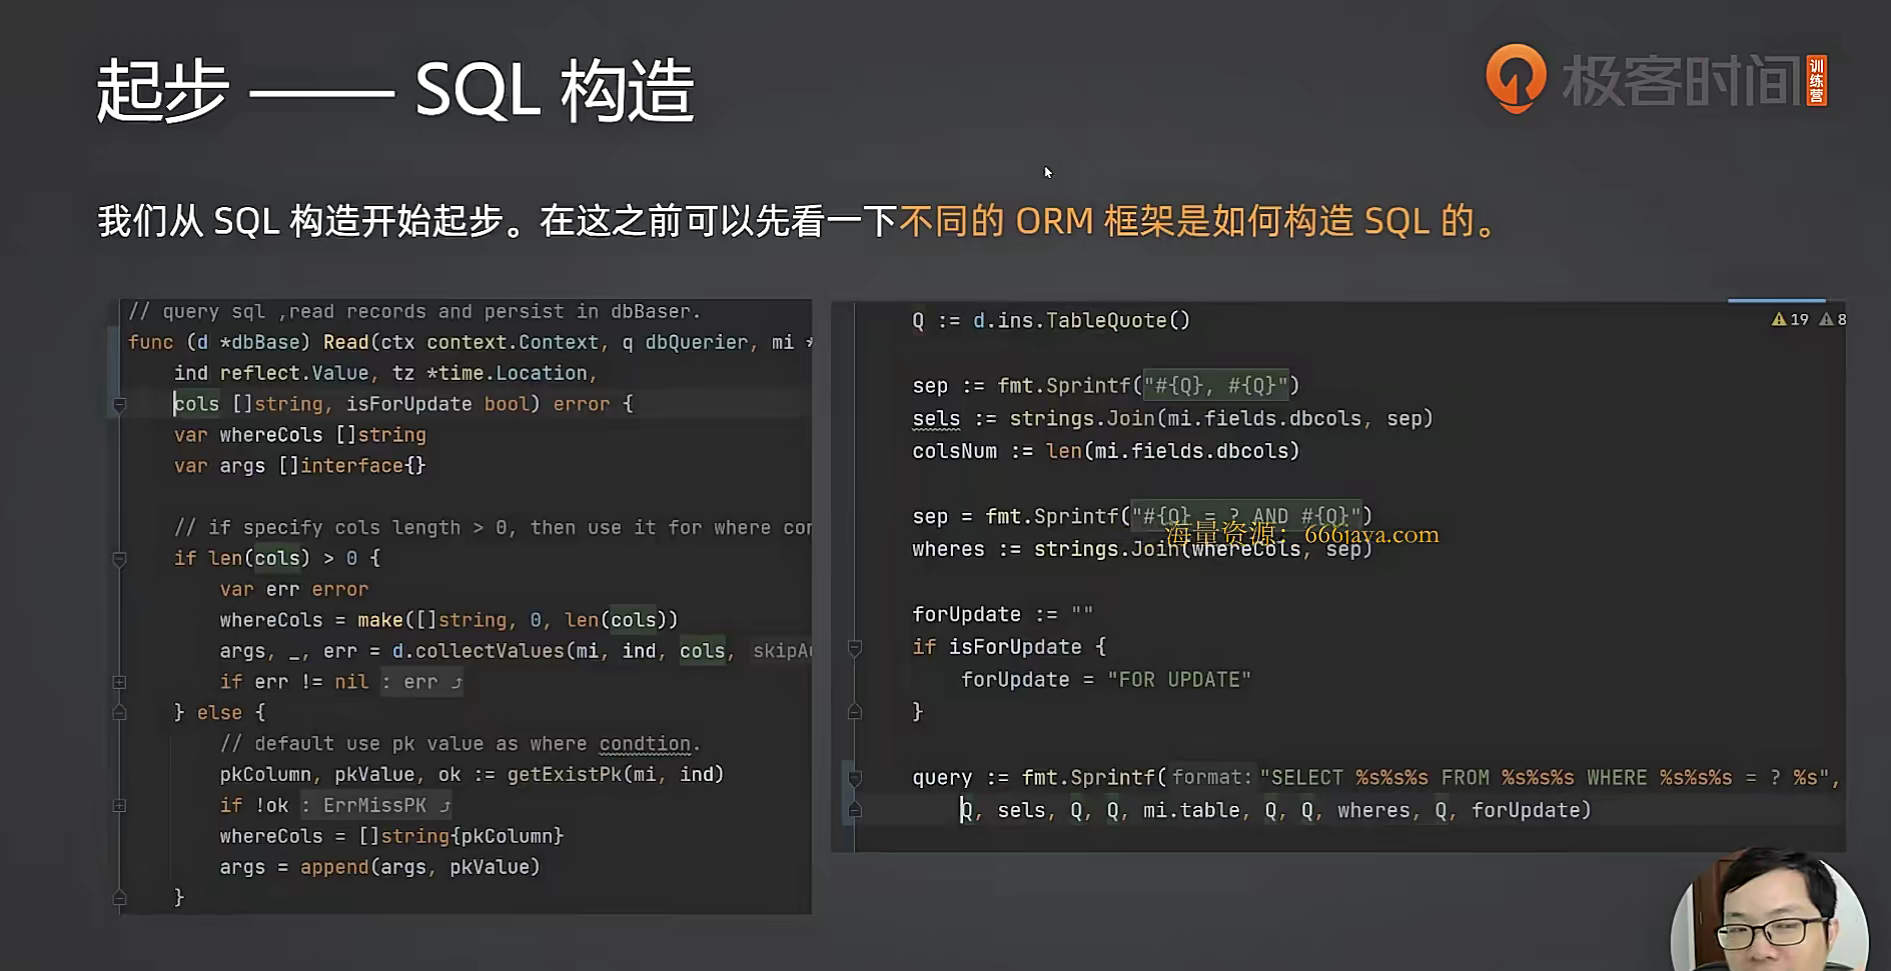 起步 —— SQL 构造
极客时间
训练营
我们从 SQL 构造开始起步。在这之前可以先看一下不同的 ORM 框架是如何构造 SQL 的。
// query sql ,read records and persist in dbBaser.
func (d *dbBase) Read(ctx context.Context, q dbQuerier, mi *
ind reflect.Value, tz *time.Location,
cols []string, isForUpdate bool) error {
var whereCols []string
var args []interface{}
// if specify cols length > 0, then use it for where con
if len(cols) > 0 {
var err error
whereCols = make([]string, 0, len(cols))
args, _, err = d.collectValues(mi, ind, cols, skipAu
if err != nil : err
} else {
// default use pk value as where condtion.
pkColumn, pkValue, ok := getExistPk(mi, ind)
if !ok : ErrMissPK
whereCols = []string{pkColumn}
args = append(args, pkValue)
}
Q := d.ins.TableQuote()
19 8
sep := fmt.Sprintf("#{Q}, #{Q}")
sels := strings.Join(mi.fields.dbcols, sep)
colsNum := len(mi.fields.dbcols)
sep = fmt.Sprintf("#{Q} = ? AND #{Q}")
海量资源：666java.com
wheres := strings.Join(whereCols, sep)
forUpdate := ""
if isForUpdate {
forUpdate = "FOR UPDATE"
}
query := fmt.Sprintf( format: "SELECT %s%s%s FROM %s%s%s WHERE %s%s%s = ? %s",
Q, sels, Q, Q, mi.table, Q, Q, wheres, Q, forUpdate)